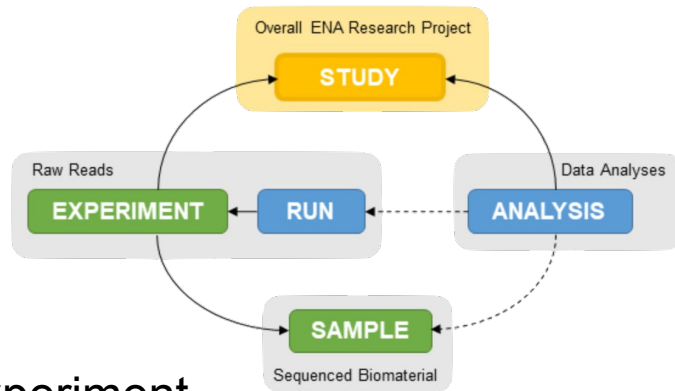 Overall ENA Research Project
STUDY
Raw Reads
Data Analyses
EXPERIMENT
RUN
ANALYSIS
SAMPLE
Sequenced Biomaterial